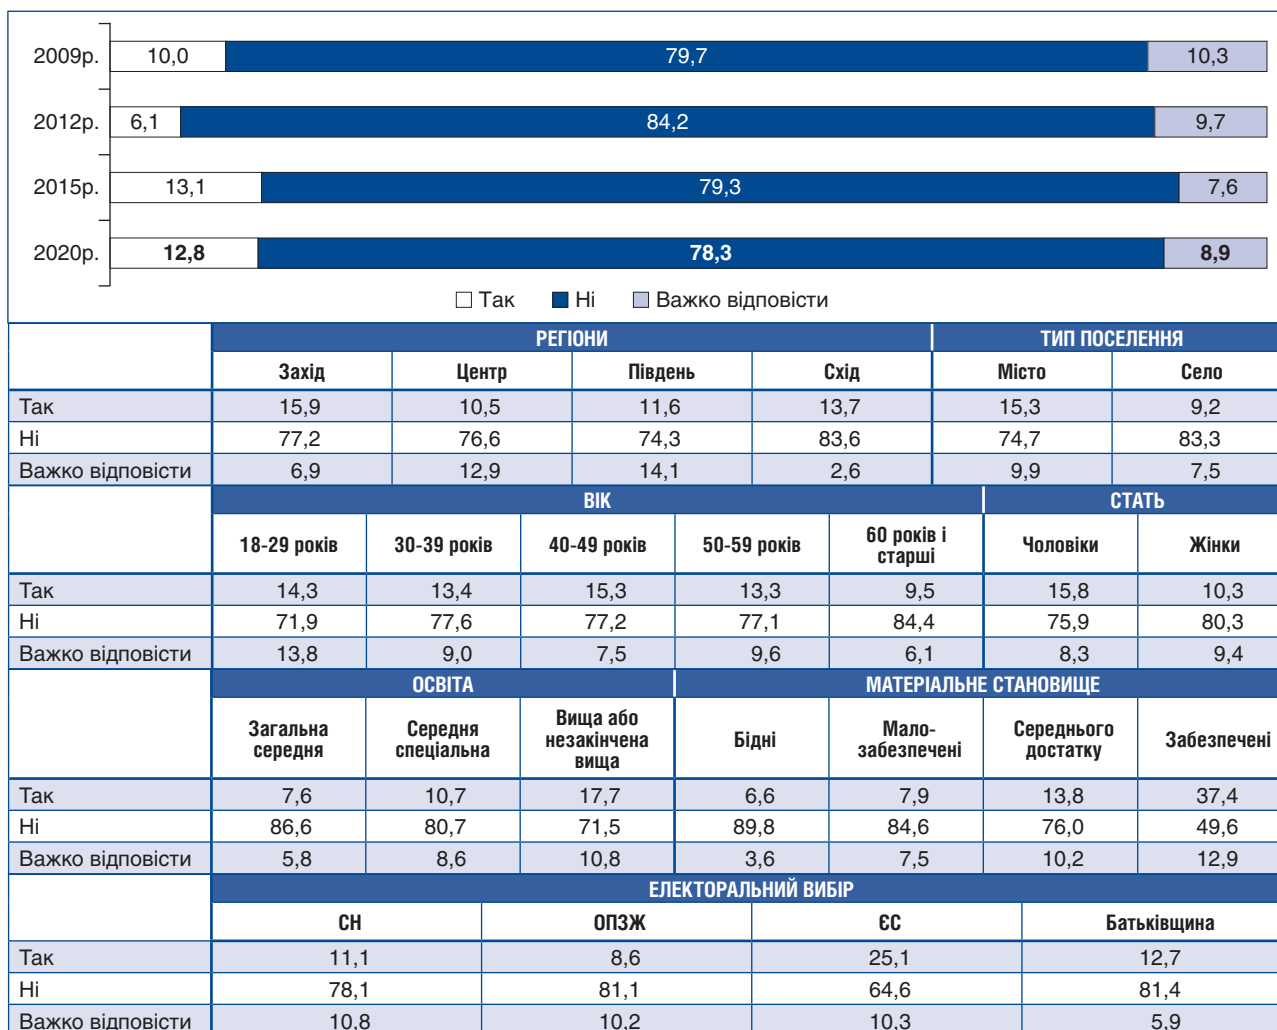 2009р. 10,0 79,7 10,3
2012р. 6,1 84,2 9,7
2015р. 13,1 79,3 7,6
2020р. 12,8 78,3 8,9
Так Ні Важко відповісти
РЕГІОНИ ТИП ПОСЕЛЕННЯ
Захід Центр Південь Схід Місто Село
Так 15,9 10,5 11,6 13,7 15,3 9,2
Ні 77,2 76,6 74,3 83,6 74,7 83,3
Важко відповісти 6,9 12,9 14,1 2,6 9,9 7,5
ВІК СТАТЬ
18-29 років 30-39 років 40-49 років 50-59 років 60 років і старші Чоловіки Жінки
Так 14,3 13,4 15,3 13,3 9,5 15,8 10,3
Ні 71,9 77,6 77,2 77,1 84,4 75,9 80,3
Важко відповісти 13,8 9,0 7,5 9,6 6,1 8,3 9,4
ОСВІТА МАТЕРІАЛЬНЕ СТАНОВИЩЕ
Загальна середня Середня спеціальна Вища або незакінчена вища Бідні Мало-забезпечені Середнього достатку Забезпечені
Так 7,6 10,7 17,7 6,6 7,9 13,8 37,4
Ні 86,6 80,7 71,5 89,8 84,6 76,0 49,6
Важко відповісти 5,8 8,6 10,8 3,6 7,5 10,2 12,9
ЕЛЕКТОРАЛЬНИЙ ВИБІР
СН ОПЗЖ ЄС Батьківщина
Так 11,1 8,6 25,1 12,7
Ні 78,1 81,1 64,6 81,4
Важко відповісти 10,8 10,2 10,3 5,9